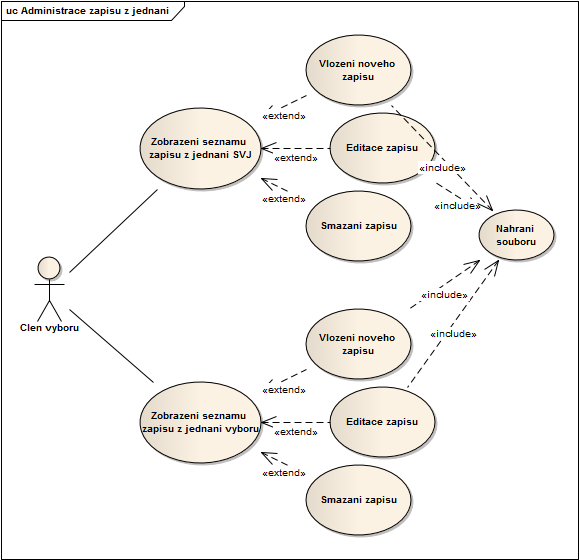 uc Administrace zapisu z jednani
Vlozeni noveho
zapisu
«extend»
Zobrazeni seznamu
zapisu z jednani SVJ
Editace zapisu
«extend»
«include»
«extend»
«include»
Smazani zapisu
Nahrani
souboru
Clen vyboru
«include»
«include»
Vlozeni noveho
zapisu
«extend»
Zobrazeni seznamu
zapisu z jednani vyboru
Editace zapisu
«extend»
«extend»
Smazani zapisu